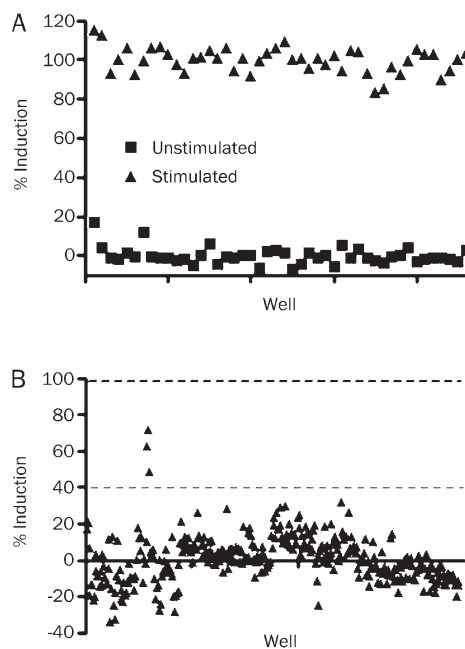 A
120
100
80
60
40
20
0
% Induction
Unstimulated
Stimulated
Well
B
100
80
60
40
20
0
-20
-40
% Induction
Well